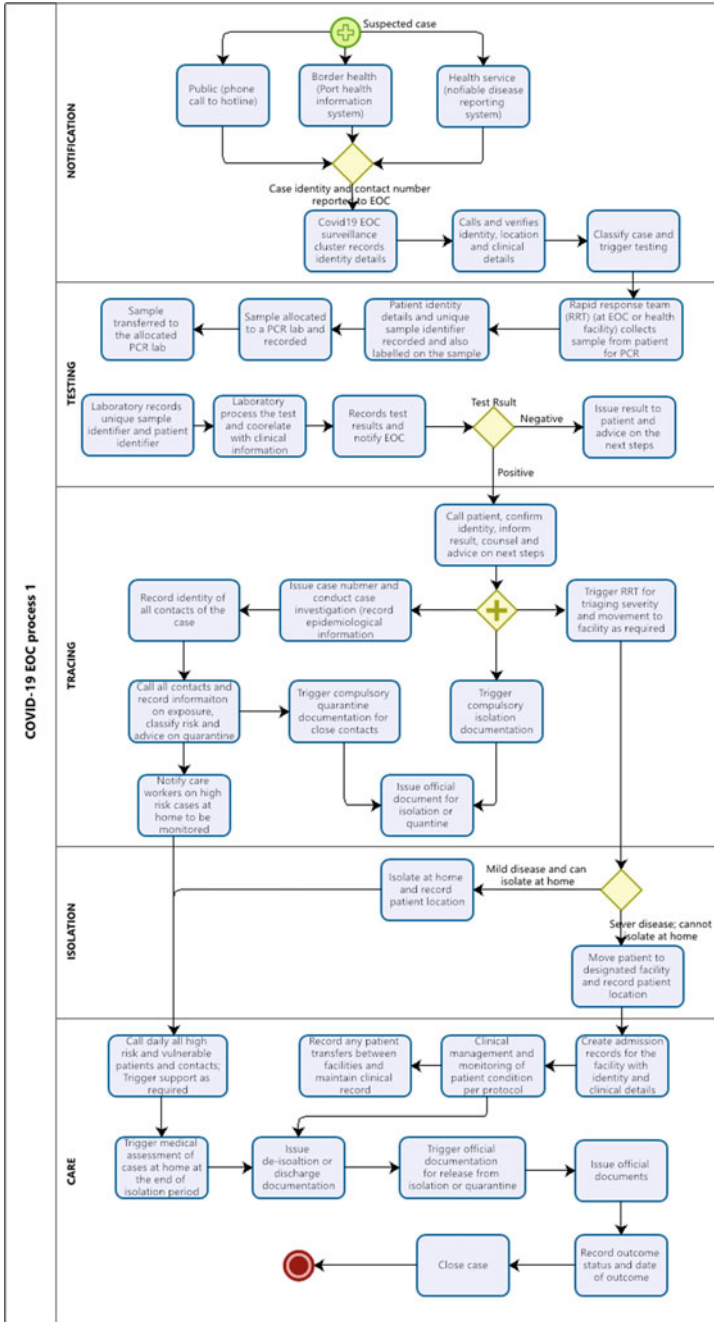 COVID-19 EOC process 1
NOTIFICATION
Suspected case
Public (phone
call to hotline)
Border health
(Port health
information
system)
Health service
(nofiable disease
reporting
system)
Case identity and contact number
reported to EOC
Covid19 EOC
surveillance
cluster records
identity details
Calls and verifies
identity, location
and clinical
details
Classify case and
trigger testing
TESTING
Sample
transferred to
the allocated
PCR lab
Sample allocated
to a PCR lab and
recorded
Patient identity
details and unique
sample identifier
recorded and also
labelled on the sample
Rapid response team
(RRT) (at EOC or health
facility) collects
sample from patient
for PCR
Laboratory records
unique sample
identifier and patient
identifier
Laboratory
process the test
and coorelate
with clinical
information
Records test
results and
notify EOC
Test Rsult
Negative
Issue result to
patient and
advice on the
next steps
Positive
TRACING
Call patient, confirm
identity, inform
result, counsel and
advice on next steps
Record identity of
all contacts of the
case
Issue case nubmer and
conduct case
investigation (record
epidemiological
information
Trigger RRT for
triaging severity
and movement to
facility as required
Call all contacts and
record informaiton
on exposure,
classify risk and
advice on quarantine
Trigger compulsory
quarantine
documentation for
close contacts
Trigger
compulsory
isolation
documentation
Notify care
workers on high
risk cases at
home to be
monitored
Issue official
document for
isolation or
quantine
ISOLATION
Isolate at home
and record
patient location
Mild disease and can
isolate at home
Sever disease; cannot
isolate at home
Move patient to
designated facility
and record patient
location
CARE
Call daily all high
risk and vulnerable
patients and contacts;
Trigger support as
required
Record any patient
transfers between
facilities and
maintain clinical
record
Clinical
management and
monitoring of
patient condition
per protocol
Create admission
records for the
facility with
identity and
clinical details
Trigger medical
assessment of
cases at home at
the end of
isolation period
Issue
de-isoaltion or
discharge
documentation
Trigger official
documentation
for release from
isolation or quarantine
Issue official
documents
Close case
Record outcome
status and date
of outcome